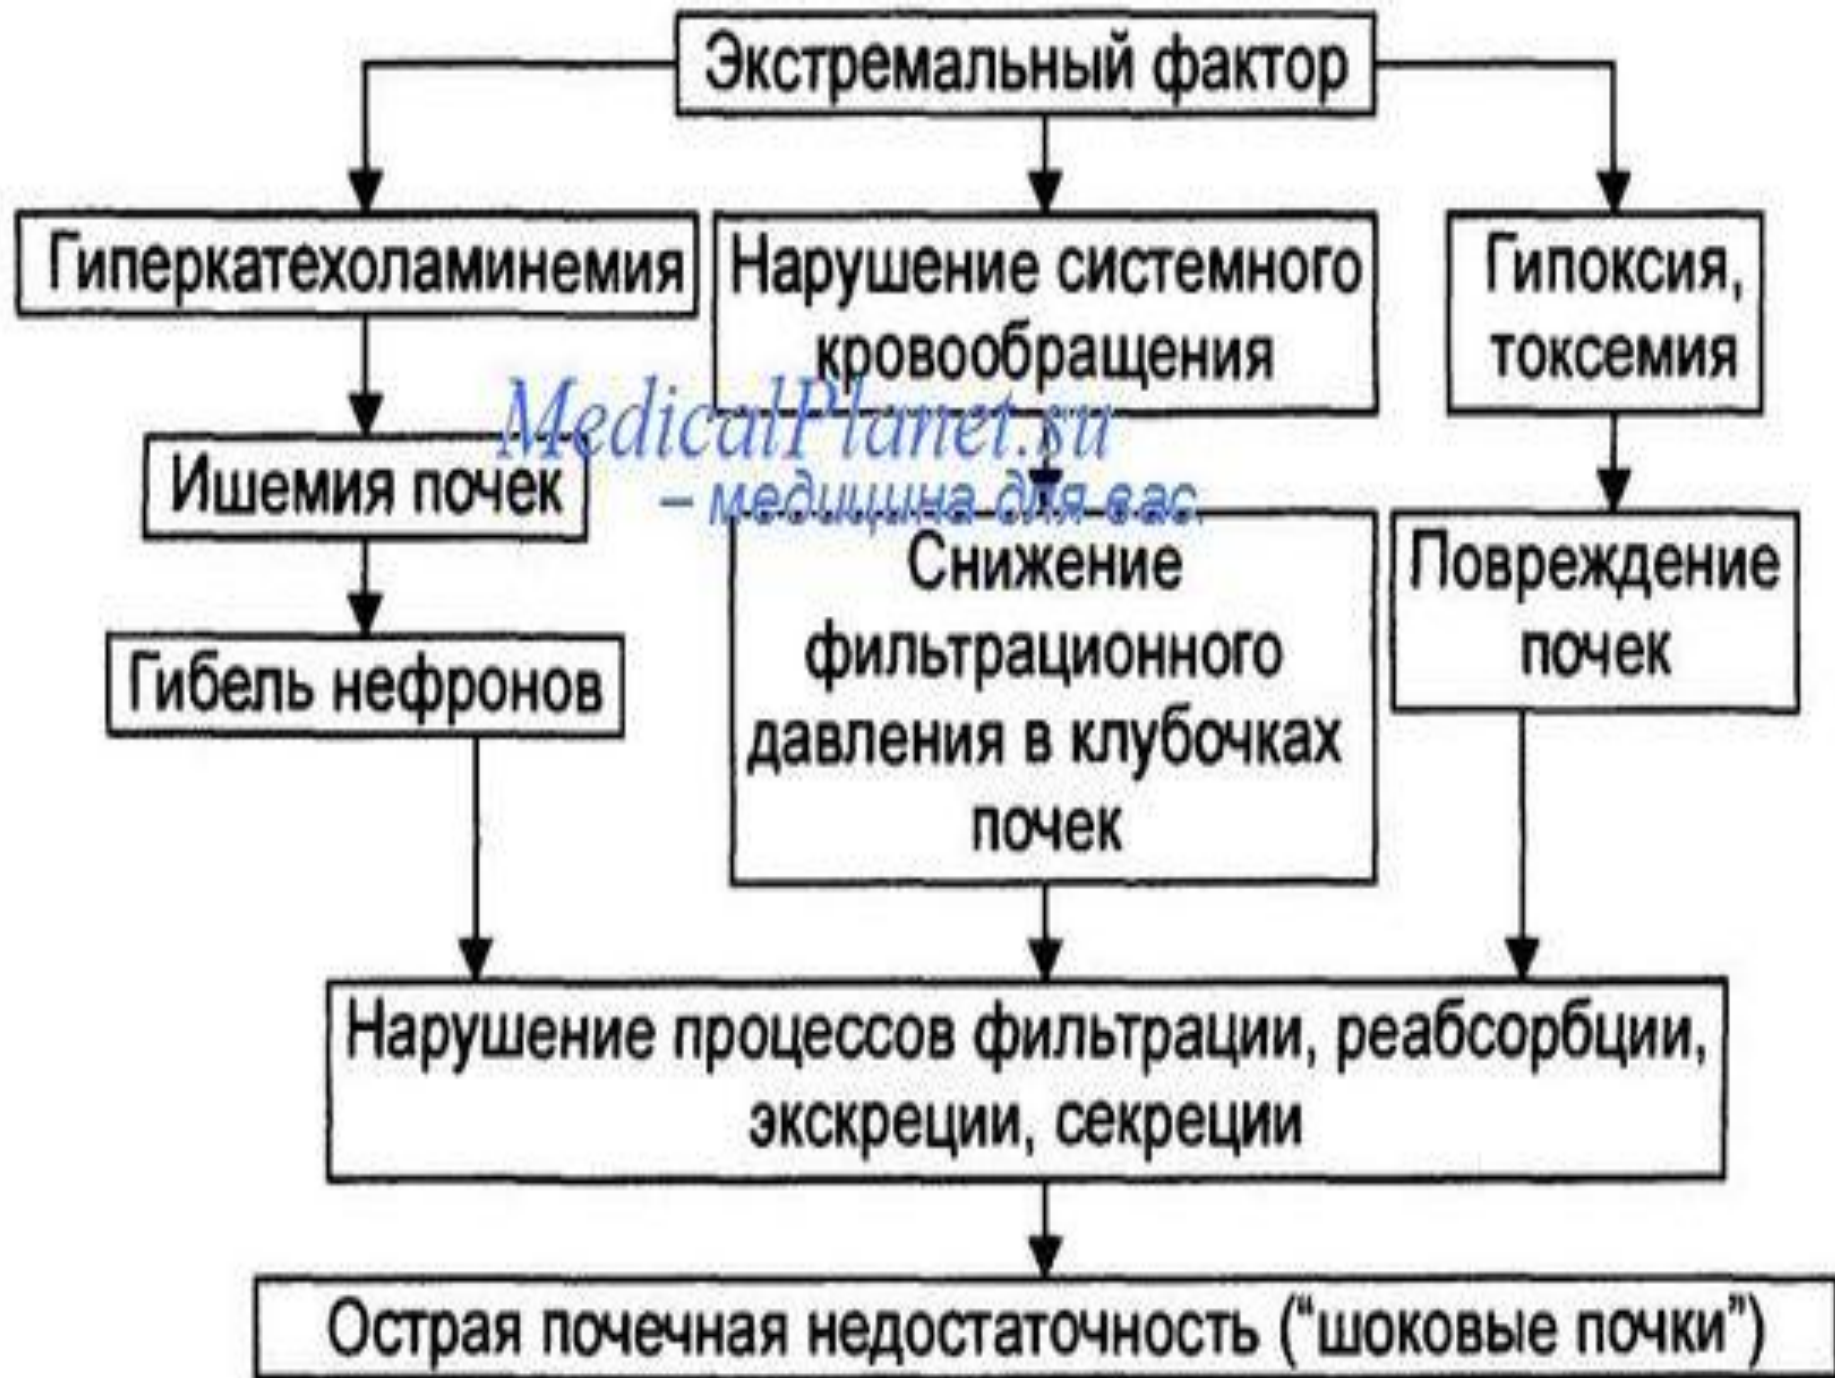 Экстремальный фактор
Гиперкатехоламинемия
Нарушение системного
кровообращения
Гипоксия,
токсемия
MedicalPlanet.su
– медицина для вас.
Ишемия почек
Гибель нефронов
Снижение
фильтрационного
давления в клубочках
почек
Повреждение
почек
Нарушение процессов фильтрации, реабсорбции,
экскреции, секреции
Острая почечная недостаточность (“шоковые почки”)